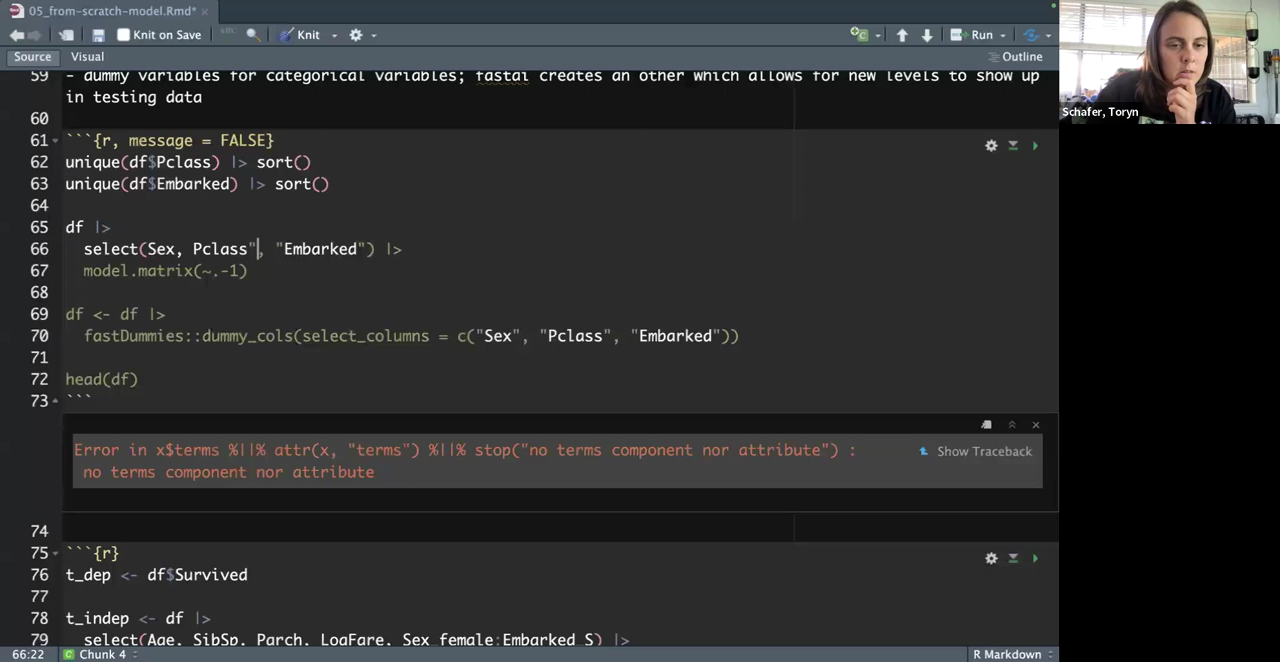 05_from-scratch-model.Rmd*
Knit on Save
Knit
Run
Source Visual
Outline
59 - dummy variables for categorical variables; fastai creates an other which allows for new levels to show up
in testing data
60
61 ```{r, message = FALSE}
62 unique(df$Pclass) |> sort()
63 unique(df$Embarked) |> sort()
64
65 df |>
66 select(Sex, Pclass", "Embarked") |>
67 model.matrix(~.-1)
68
69 df <- df |>
70 fastDummies::dummy_cols(select_columns = c("Sex", "Pclass", "Embarked"))
71
72 head(df)
73 ```
Error in x$terms %||% attr(x, "terms") %||% stop("no terms component nor attribute") :
no terms component nor attribute
Show Traceback
74
75 ```{r}
76 t_dep <- df$Survived
77
78 t_indep <- df |>
79 select(Age, SibSp, Parch, LogFare, Sex_female:Embarked_S) |>
66:22 Chunk 4 R Markdown
Schafer, Toryn